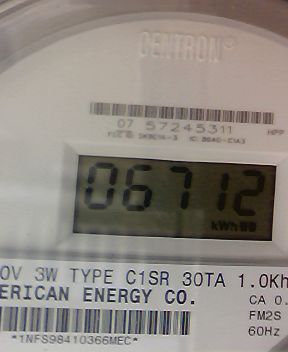 CENTRON®
07 57245311
HPP
06712
kWh
0V 3W TYPE C1SR 30TA 1.0Kh
ERICAN ENERGY CO.
CA 0.
FM2S
60Hz
*1NFS98410366MEC*